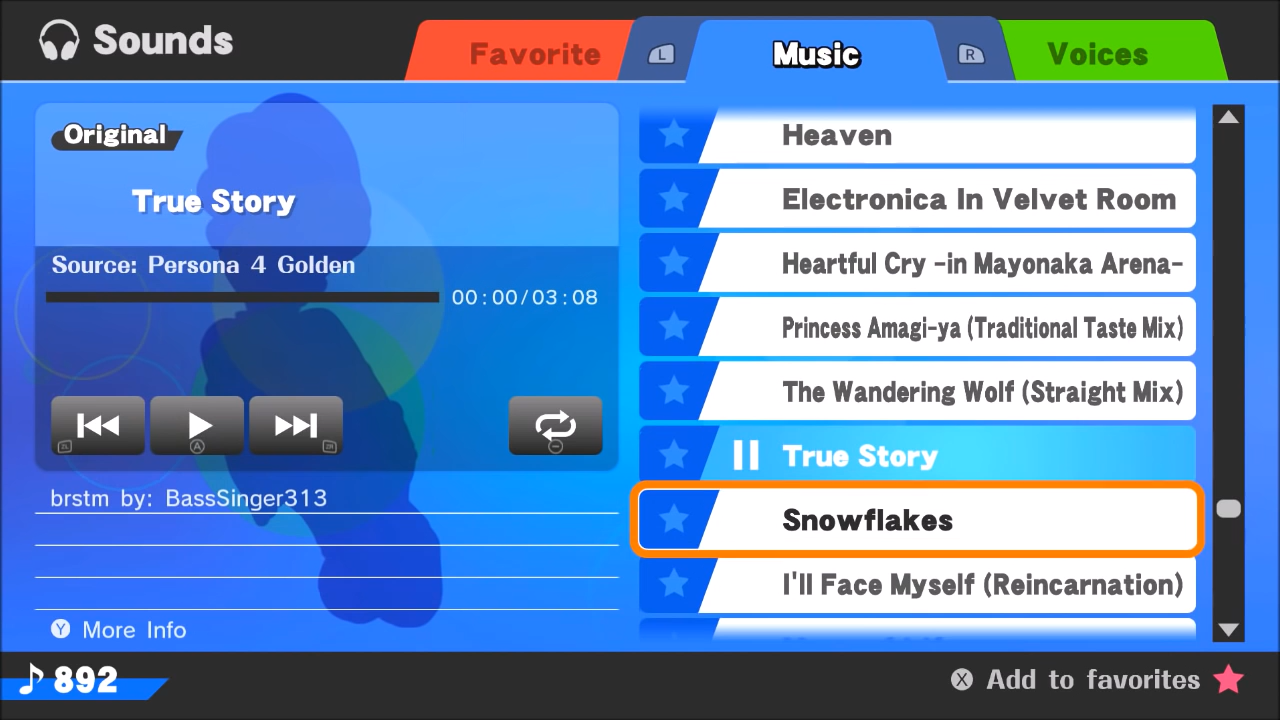 Sounds
Favorite
L
Music
R
Voices
Original
True Story
Source: Persona 4 Golden
00:00/03:08
ZL
A
ZR
brstm by: BassSinger313
Y More Info
Heaven
Electronica In Velvet Room
Heartful Cry -in Mayonaka Arena-
Princess Amagi-ya (Traditional Taste Mix)
The Wandering Wolf (Straight Mix)
True Story
Snowflakes
I'll Face Myself (Reincarnation)
892
X Add to favorites